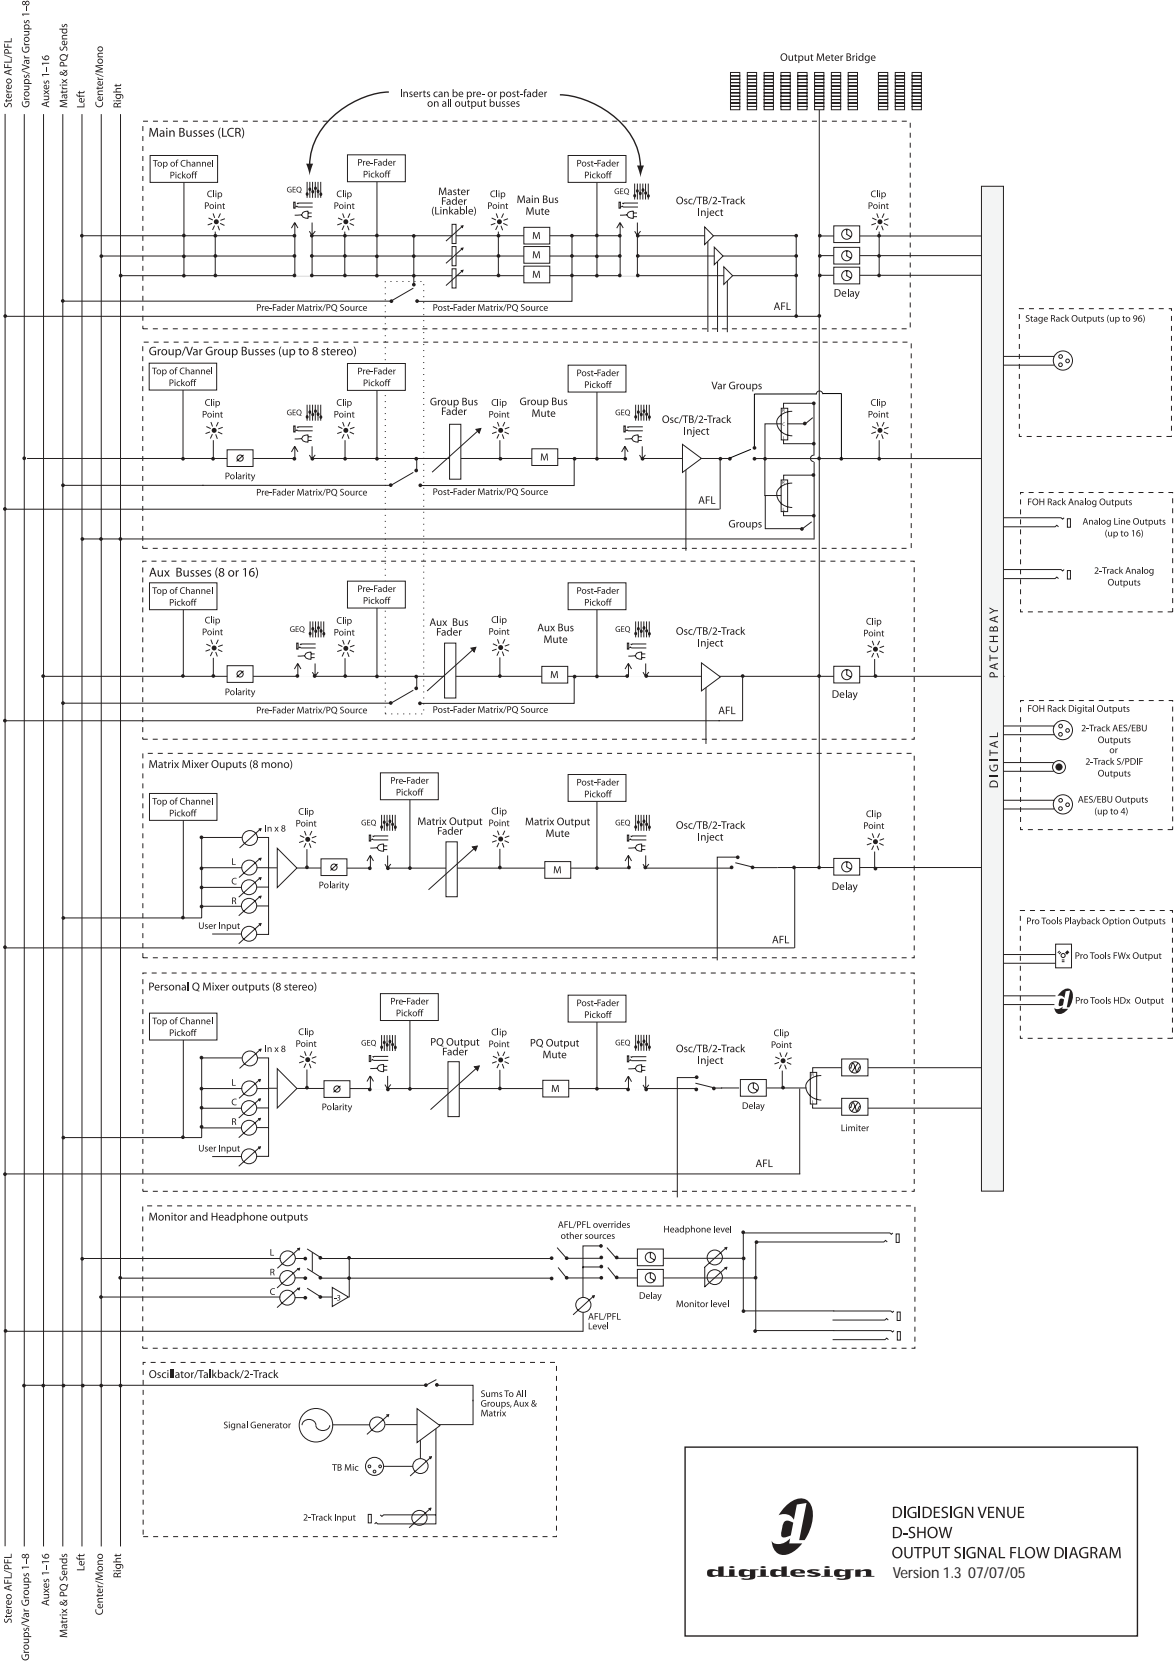 Stereo AFL/PFL
Groups/Var Groups 1–8
Auxes 1–16
Matrix & PQ Sends
Left
Center/Mono
Right
Output Meter Bridge
Inserts can be pre- or post-fader
on all output busses
Main Busses (LCR)
Top of Channel
Pickoff
Clip
Point
GEQ
Clip
Point
Pre-Fader
Pickoff
Master
Fader
(Linkable)
Clip
Point
Main Bus
Mute
M
M
M
Post-Fader
Pickoff
GEQ
Osc/TB/2-Track
Inject
Clip
Point
Delay
Pre-Fader Matrix/PQ Source
Post-Fader Matrix/PQ Source
AFL
Group/Var Group Busses (up to 8 stereo)
Top of Channel
Pickoff
Clip
Point
Polarity
GEQ
Clip
Point
Pre-Fader
Pickoff
Group Bus
Fader
Clip
Point
Group Bus
Mute
M
Post-Fader
Pickoff
GEQ
Osc/TB/2-Track
Inject
Var Groups
Clip
Point
Pre-Fader Matrix/PQ Source
Post-Fader Matrix/PQ Source
AFL
Groups
Aux Busses (8 or 16)
Top of Channel
Pickoff
Clip
Point
Polarity
GEQ
Clip
Point
Pre-Fader
Pickoff
Aux Bus
Fader
Clip
Point
Aux Bus
Mute
M
Post-Fader
Pickoff
GEQ
Osc/TB/2-Track
Inject
Clip
Point
Delay
Pre-Fader Matrix/PQ Source
Post-Fader Matrix/PQ Source
AFL
Matrix Mixer Ouputs (8 mono)
Top of Channel
Pickoff
In x 8
L
C
R
User Input
Clip
Point
Polarity
GEQ
Pre-Fader
Pickoff
Matrix Output
Fader
Clip
Point
Matrix Output
Mute
M
Post-Fader
Pickoff
GEQ
Osc/TB/2-Track
Inject
Clip
Point
Delay
AFL
Personal Q Mixer outputs (8 stereo)
Top of Channel
Pickoff
In x 8
L
C
R
User Input
Clip
Point
Polarity
GEQ
Pre-Fader
Pickoff
PQ Output
Fader
Clip
Point
PQ Output
Mute
M
Post-Fader
Pickoff
GEQ
Osc/TB/2-Track
Inject
Delay
Clip
Point
Limiter
AFL
Monitor and Headphone outputs
L
R
C
-3
AFL/PFL overrides
other sources
AFL/PFL
Level
Delay
Headphone level
Monitor level
Oscillator/Talkback/2-Track
Signal Generator
TB Mic
2-Track Input
Sums To All
Groups, Aux &
Matrix
DIGITAL PATCHBAY
Stage Rack Outputs (up to 96)
FOH Rack Analog Outputs
Analog Line Outputs
(up to 16)
2-Track Analog
Outputs
FOH Rack Digital Outputs
2-Track AES/EBU
Outputs
or
2-Track S/PDIF
Outputs
AES/EBU Outputs
(up to 4)
Pro Tools Playback Option Outputs
Pro Tools FWx Output
Pro Tools HDx Output
Stereo AFL/PFL
Groups/Var Groups 1–8
Auxes 1–16
Matrix & PQ Sends
Left
Center/Mono
Right
digidesign
DIGIDESIGN VENUE
D-SHOW
OUTPUT SIGNAL FLOW DIAGRAM
Version 1.3 07/07/05